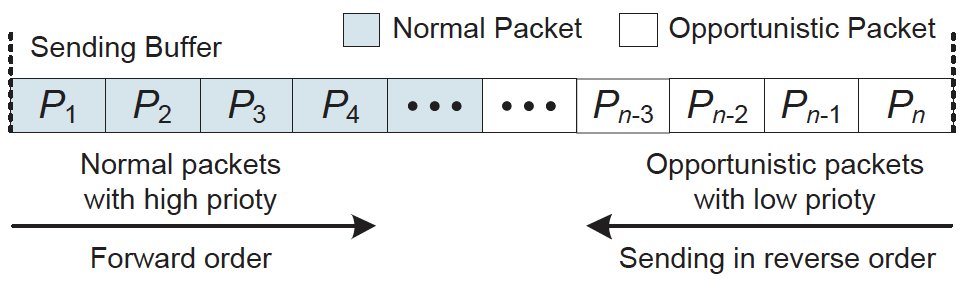 Normal Packet Opportunistic Packet
Sending Buffer
P1 P2 P3 P4 ••• ••• Pn-3 Pn-2 Pn-1 Pn
Normal packets
with high prioty
Opportunistic packets
with low prioty
Forward order
Sending in reverse order